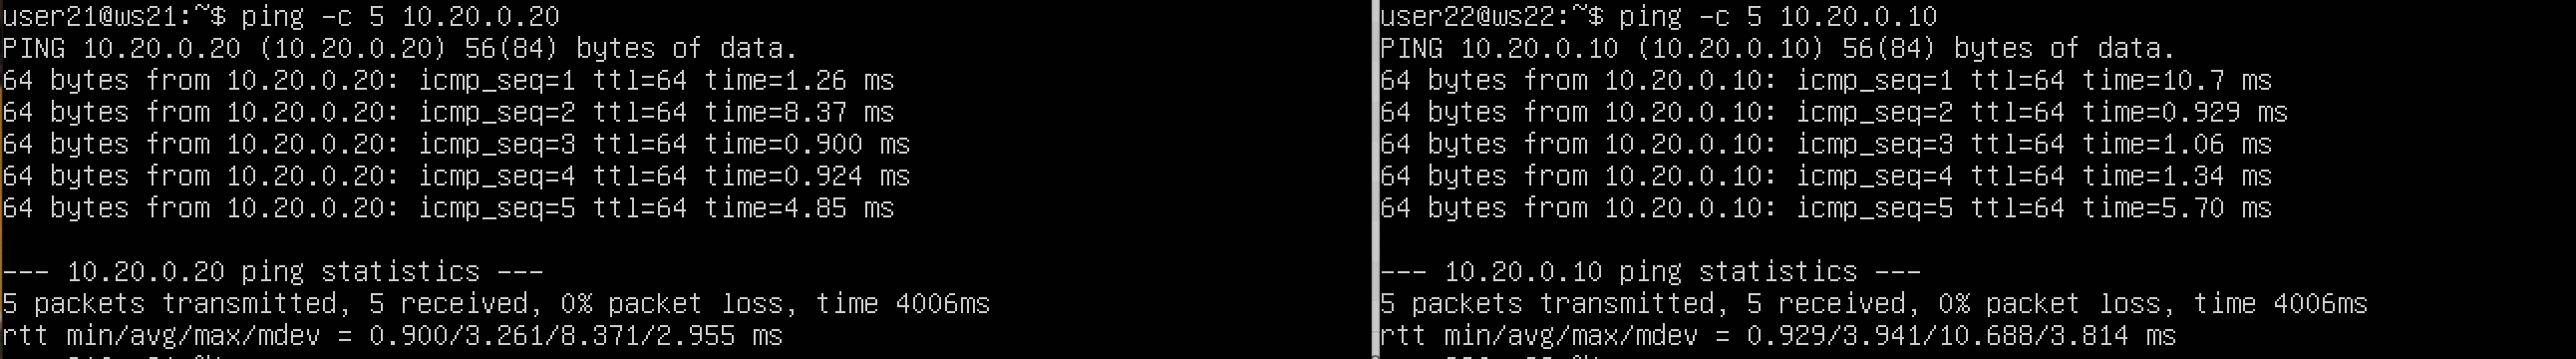 user21@ws21:~$ ping -c 5 10.20.0.20
PING 10.20.0.20 (10.20.0.20) 56(84) bytes of data.
64 bytes from 10.20.0.20: icmp_seq=1 ttl=64 time=1.26 ms
64 bytes from 10.20.0.20: icmp_seq=2 ttl=64 time=8.37 ms
64 bytes from 10.20.0.20: icmp_seq=3 ttl=64 time=0.900 ms
64 bytes from 10.20.0.20: icmp_seq=4 ttl=64 time=0.924 ms
64 bytes from 10.20.0.20: icmp_seq=5 ttl=64 time=4.85 ms
--- 10.20.0.20 ping statistics ---
5 packets transmitted, 5 received, 0% packet loss, time 4006ms
rtt min/avg/max/mdev = 0.900/3.261/8.371/2.955 ms
user22@ws22:~$ ping -c 5 10.20.0.10
PING 10.20.0.10 (10.20.0.10) 56(84) bytes of data.
64 bytes from 10.20.0.10: icmp_seq=1 ttl=64 time=10.7 ms
64 bytes from 10.20.0.10: icmp_seq=2 ttl=64 time=0.929 ms
64 bytes from 10.20.0.10: icmp_seq=3 ttl=64 time=1.06 ms
64 bytes from 10.20.0.10: icmp_seq=4 ttl=64 time=1.34 ms
64 bytes from 10.20.0.10: icmp_seq=5 ttl=64 time=5.70 ms
--- 10.20.0.10 ping statistics ---
5 packets transmitted, 5 received, 0% packet loss, time 4006ms
rtt min/avg/max/mdev = 0.929/3.941/10.688/3.814 ms